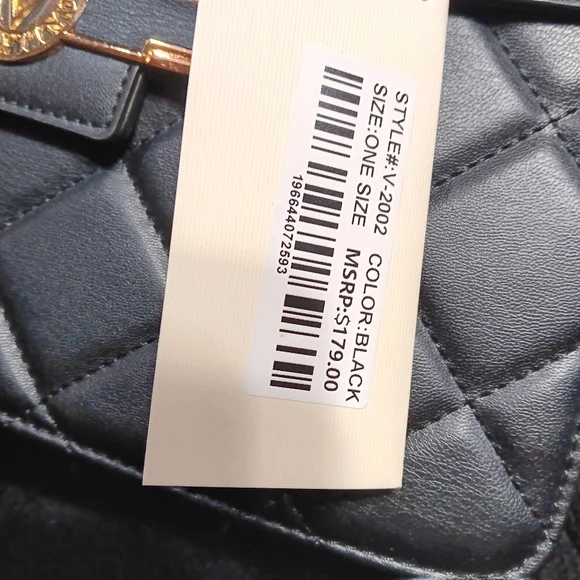 STYLE#:V-2002 COLOR:BLACK
SIZE:ONE SIZE MSRP:$179.00
196644072593